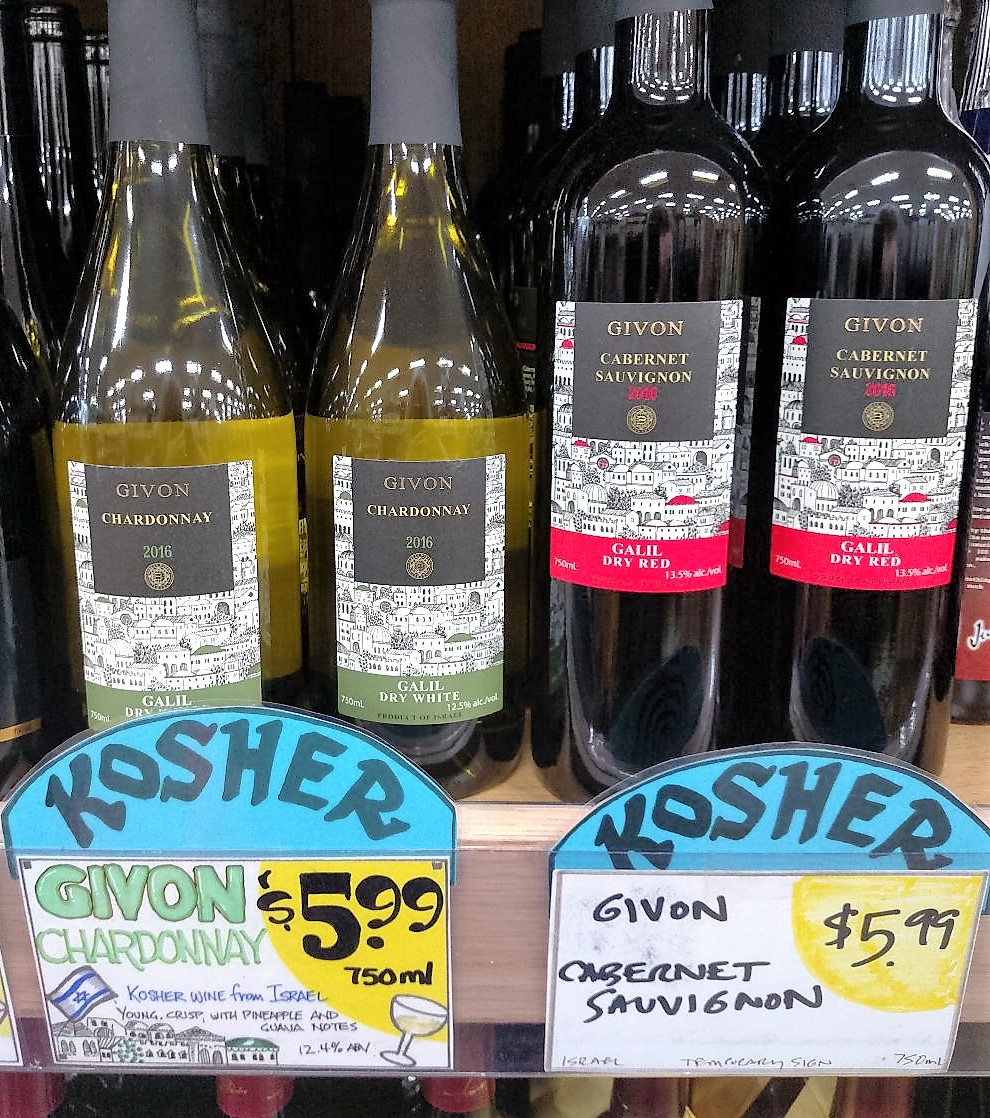 GIVON
CHARDONNAY
2016
GALIL
DRY
750mL
GIVON
CHARDONNAY
2016
GALIL
DRY WHITE
750mL
12.5% alc./vol.
PRODUCT OF ISRAEL
GIVON
CABERNET
SAUVIGNON
2016
GALIL
DRY RED
750mL
13.5% alc./vol.
GIVON
CABERNET
SAUVIGNON
2016
GALIL
DRY RED
750mL
13.5% alc./vol.
KOSHER
GIVON
CHARDONNAY
$5.99
750ml
KOSHER WINE from ISRAEL
YOUNG, CRISP, WITH PINEAPPLE AND
GUAVA NOTES
12.4% ABV
KOSHER
GIVON
CABERNET
SAUVIGNON
$5.99
ISRAEL TEMPORARY SIGN 750mL